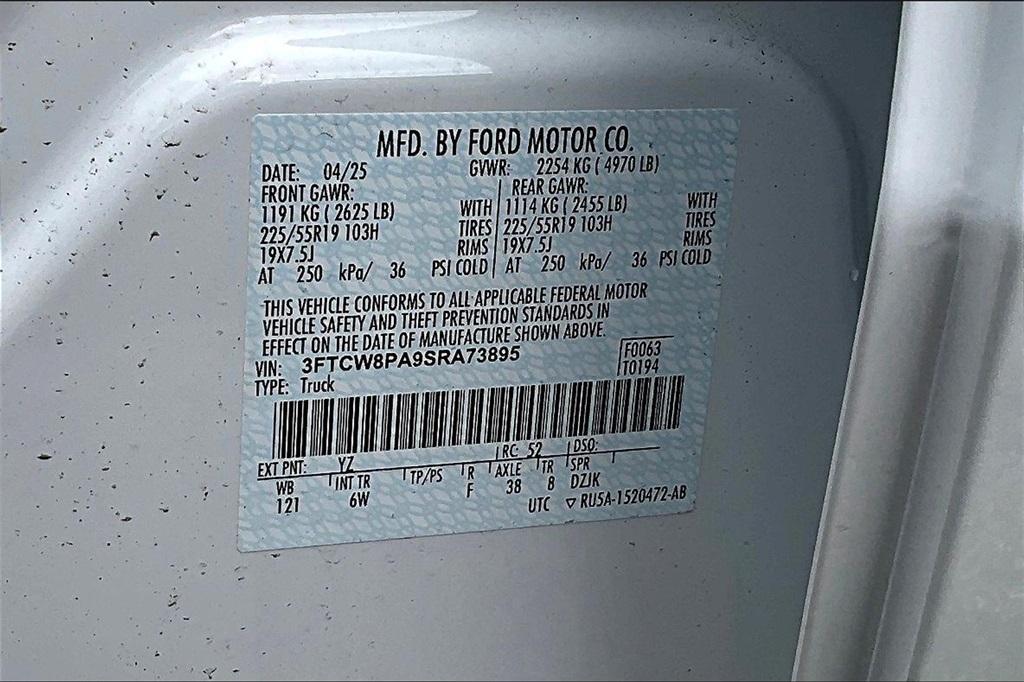 MFD. BY FORD MOTOR CO.
DATE: 04/25 GVWR: 2254 KG ( 4970 LB)
FRONT GAWR: REAR GAWR:
1191 KG ( 2625 LB) WITH 1114 KG ( 2455 LB) WITH
225/55R19 103H TIRES 225/55R19 103H TIRES
19X7.5J RIMS 19X7.5J RIMS
AT 250 kPa/ 36 PSI COLD AT 250 kPa/ 36 PSI COLD
THIS VEHICLE CONFORMS TO ALL APPLICABLE FEDERAL MOTOR
VEHICLE SAFETY AND THEFT PREVENTION STANDARDS IN
EFFECT ON THE DATE OF MANUFACTURE SHOWN ABOVE.
VIN: 3FTCW8PA9SRA73895 F0063
TYPE: Truck T0194
EXT PNT: YZ RC 52 DSO:
WB INT TR TP/PS R AXLE TR SPR
121 6W F 38 8 DZJK
UTC ▽ RU5A-1520472-AB